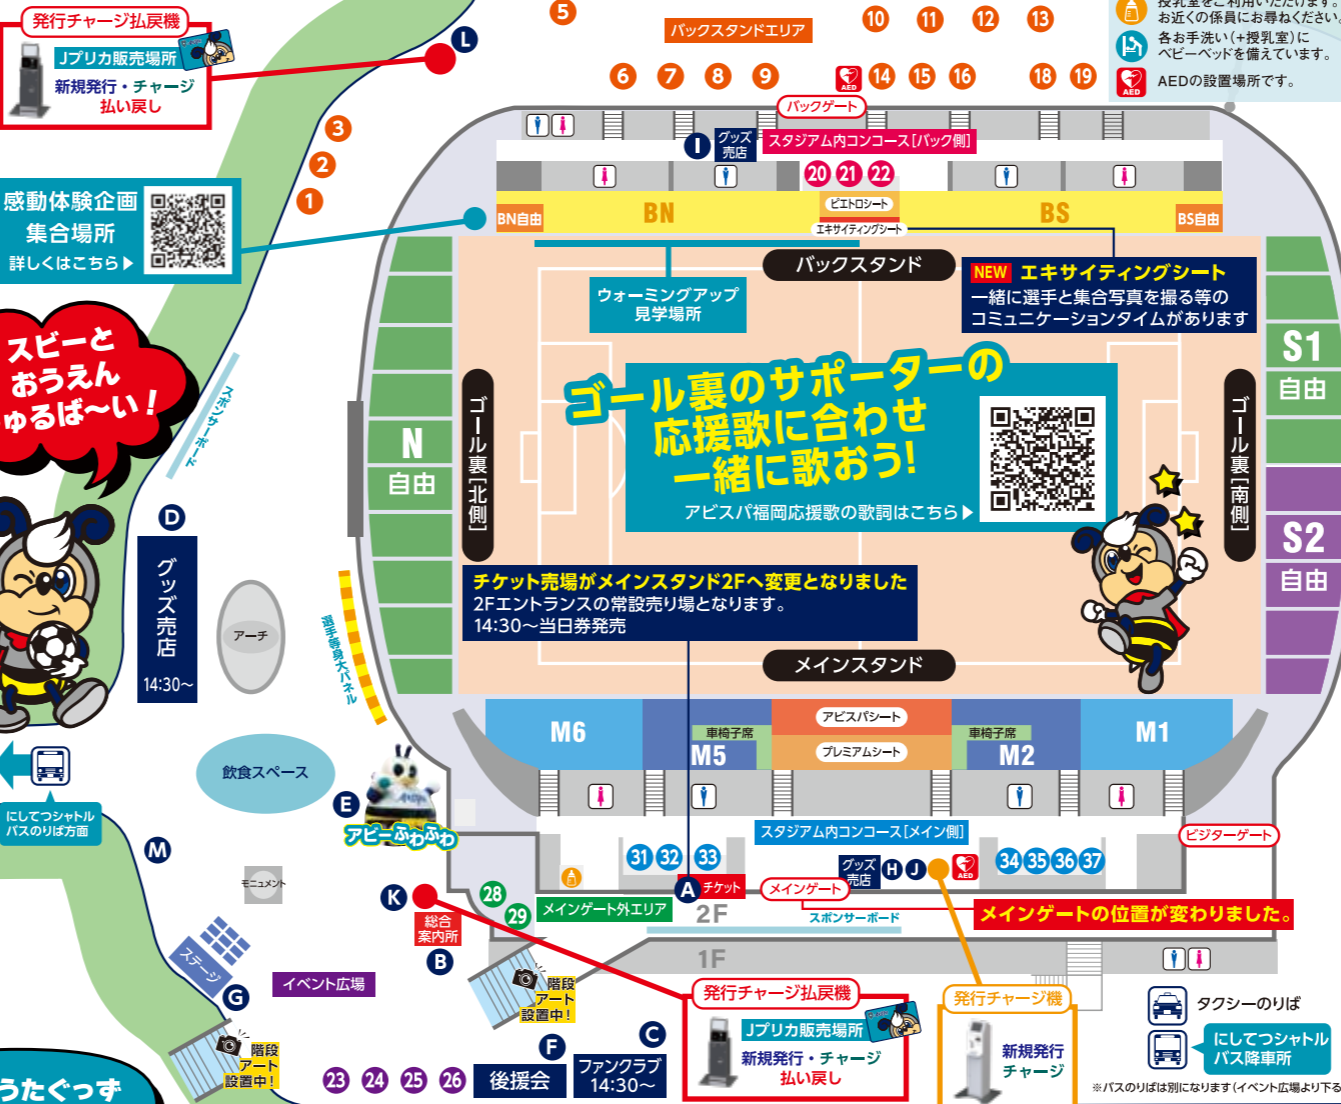 発行チャージ払戻機
Jプリカ販売場所
新規発行・チャージ
払い戻し
L
5
バックスタンドエリア
10
11
12
13
6
7
8
9
AED
14
15
16
18
19
授乳室をご利用いただけます。
お近くの係員にお尋ねください。
各お手洗い(+授乳室)に
ベビーベッドを備えています。
AED
AEDの設置場所です。
3
2
1
感動体験企画
集合場所
詳しくはこちら▶
バックゲート
I
グッズ
売店
スタジアム内コンコース[バック側]
20
21
22
BN自由
BN
ピエトロシート
エキサイティングシート
BS
BS自由
バックスタンド
ウォーミングアップ
見学場所
NEW エキサイティングシート
一緒に選手と集合写真を撮る等の
コミュニケーションタイムがあります
スビーと
おうえん
ゅるば〜い!
スポンサーボード
N
自由
ゴール裏[北側]
ゴール裏のサポーターの
応援歌に合わせ
一緒に歌おう!
アビスパ福岡応援歌の歌詞はこちら▶
ゴール裏[南側]
S1
自由
S2
自由
D
グッズ売店
14:30〜
アーチ
選手等身大パネル
チケット売場がメインスタンド2Fへ変更となりました
2Fエントランスの常設売り場となります。
14:30〜当日券発売
メインスタンド
M6
車椅子席
M5
アビスパシート
プレミアムシート
車椅子席
M2
M1
にしてつシャトル
バスのりば方面
飲食スペース
E
アビーふわふわ
M
モニュメント
スタジアム内コンコース[メイン側]
ビジターゲート
31
32
33
グッズ
売店
H
J
AED
34
35
36
37
A
チケット
メインゲート
K
28
29
メインゲート外エリア
2F
スポンサーボード
メインゲートの位置が変わりました。
総合
案内所
B
1F
ステージ
G
イベント広場
階段
アート
設置中!
階段
アート
設置中!
発行チャージ払戻機
Jプリカ販売場所
新規発行・チャージ
払い戻し
発行チャージ機
新規発行
チャージ
タクシーのりば
にしてつシャトル
バス降車所
※バスのりばは別になります(イベント広場より下る
23
24
25
26
F
後援会
C
ファンクラブ
14:30〜
うたぐっず